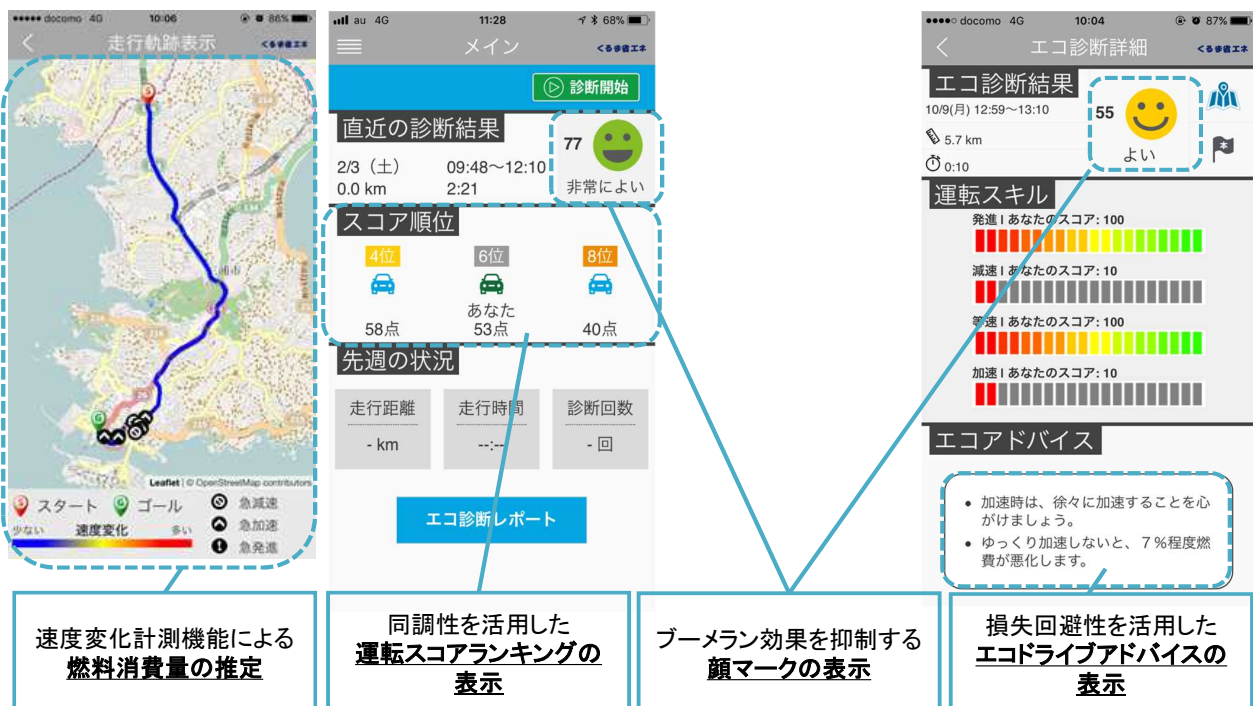 docomo 4G 10:06 86%
走行軌跡表示
くるま省エネ
Leaflet | © OpenStreetMap contributors
S スタート G ゴール
急減速
少ない 速度変化 多い
急加速
急発進
au 4G 11:28 68%
メイン
くるま省エネ
診断開始
直近の診断結果
2/3（土） 09:48～12:10
0.0 km 2:21
77
非常によい
スコア順位
4位 6位 8位
あなた
58点 53点 40点
先週の状況
走行距離 走行時間 診断回数
- km --:-- - 回
エコ診断レポート
docomo 4G 10:04 87%
エコ診断詳細
くるま省エネ
エコ診断結果
10/9(月) 12:59～13:10
5.7 km
0:10
55
よい
運転スキル
発進 | あなたのスコア: 100
減速 | あなたのスコア: 10
等速 | あなたのスコア: 100
加速 | あなたのスコア: 10
エコアドバイス
• 加速時は、徐々に加速することを心
がけましょう。
• ゆっくり加速しないと、７％程度燃
費が悪化します。
速度変化計測機能による
燃料消費量の推定
同調性を活用した
運転スコアランキングの
表示
ブーメラン効果を抑制する
顔マークの表示
損失回避性を活用した
エコドライブアドバイスの
表示